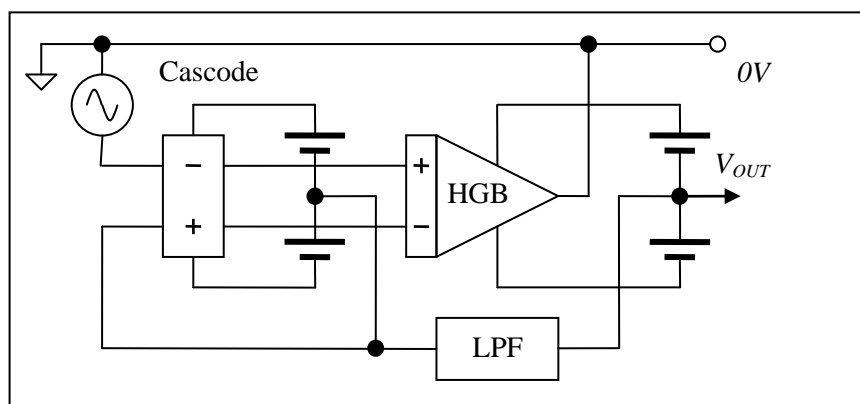 Cascode
0V
− +
+ −
HGB
V_OUT
LPF